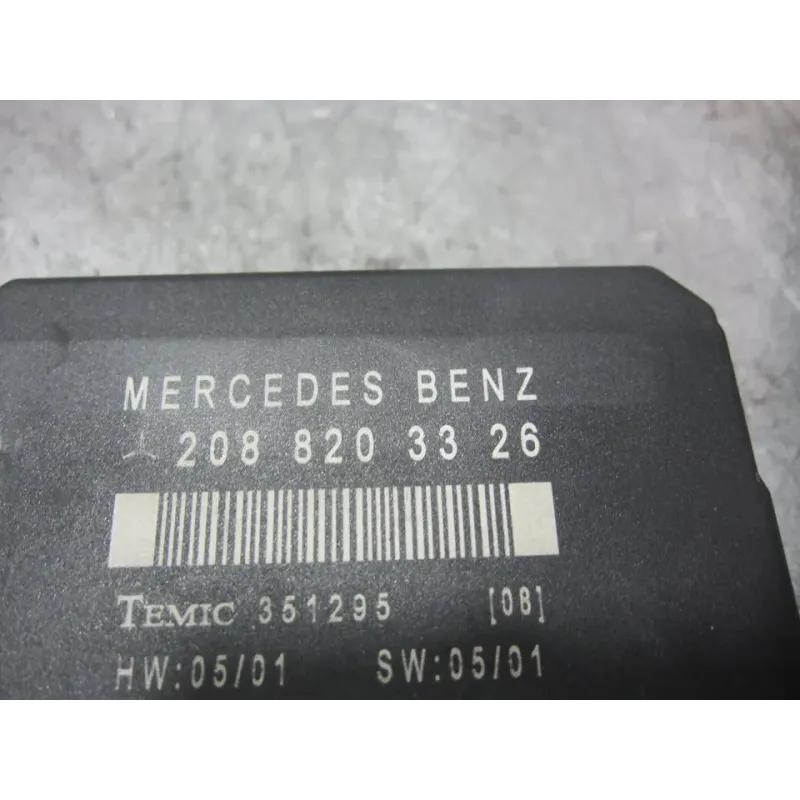 MERCEDES BENZ
208 820 33 26
TEMIC 351295 [08]
HW:05/01 SW:05/01